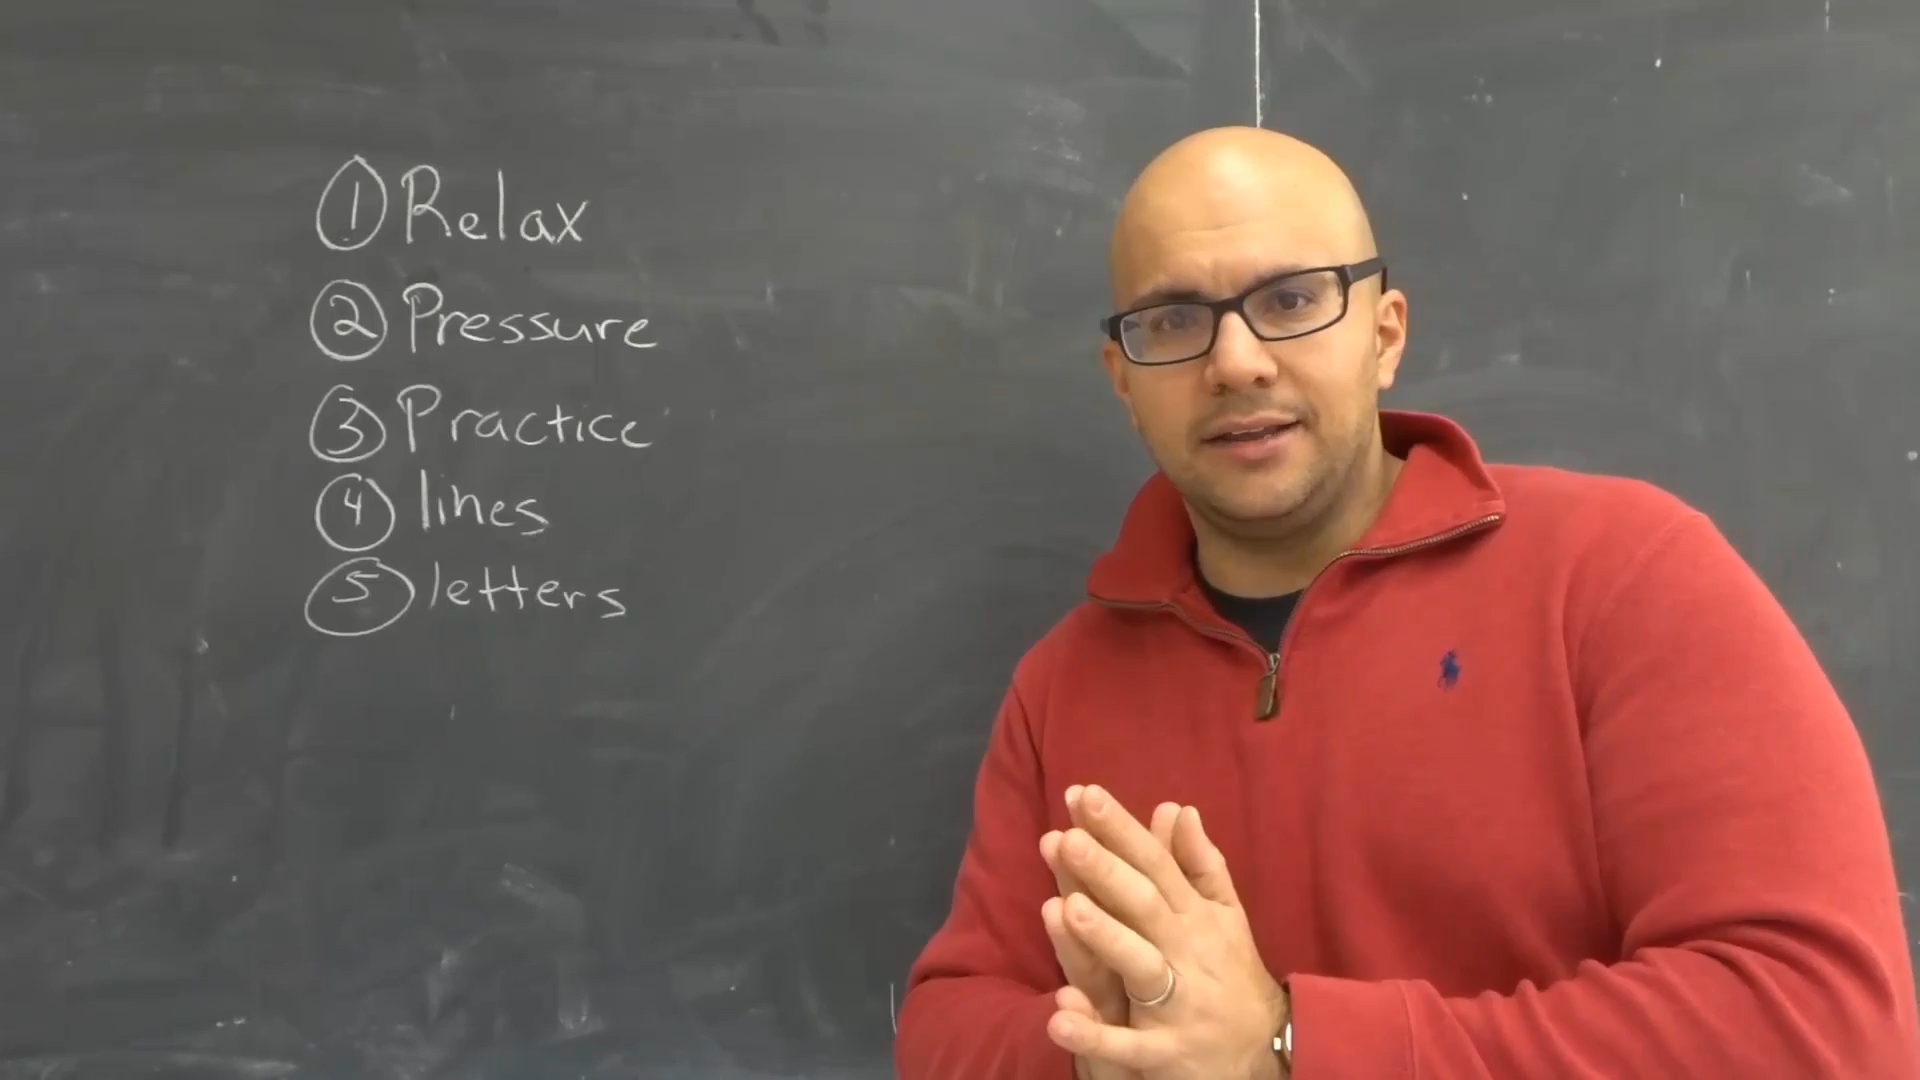 ① Relax
② Pressure
③ Practice
④ lines
⑤ letters